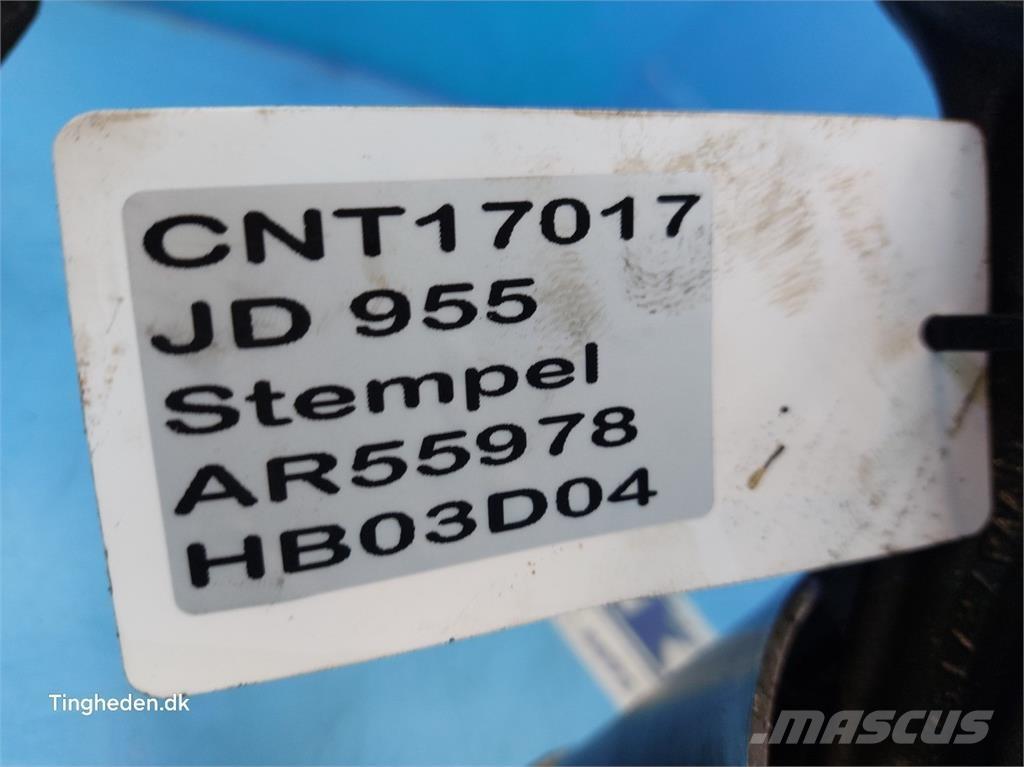 CNT17017
JD 955
Stempel
AR55978
HB03D04
Tingheden.dk
MASCUS